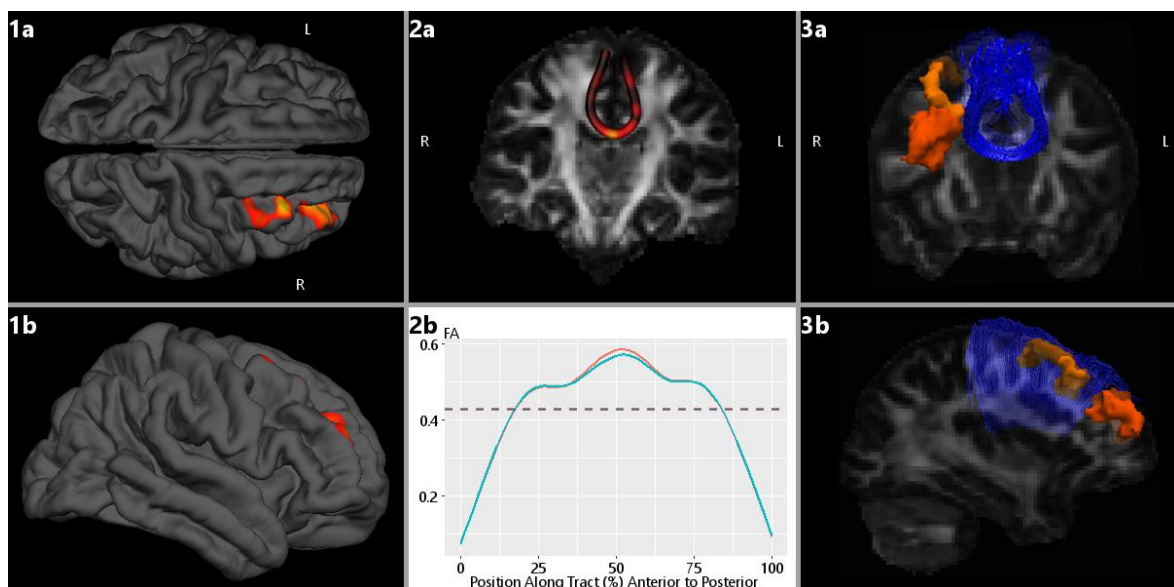 1a
L
R
2a
R
L
3a
R
L
1b
2b
FA
0.6
0.4
0.2
0
25
50
75
100
Position Along Tract (%) Anterior to Posterior
3b